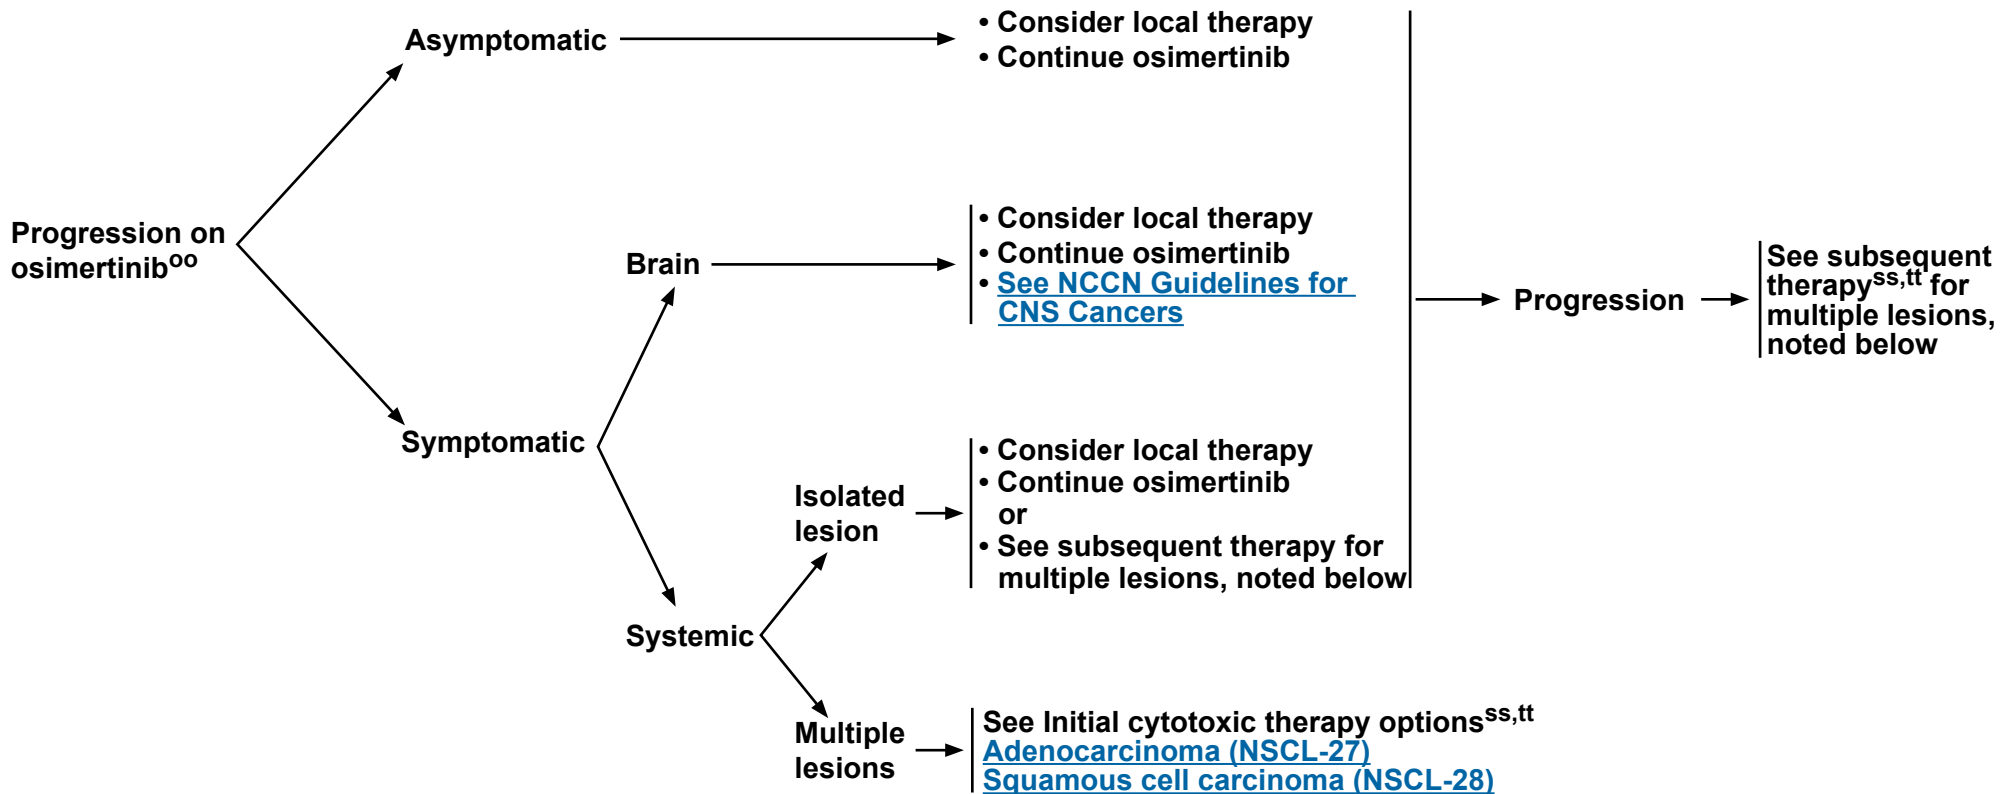 Asymptomatic
• Consider local therapy
• Continue osimertinib
Progression on
osimertinib^oo
Brain
• Consider local therapy
• Continue osimertinib
• See NCCN Guidelines for
CNS Cancers
Progression
See subsequent
therapy^ss,tt for
multiple lesions,
noted below
Symptomatic
Isolated
lesion
• Consider local therapy
• Continue osimertinib
or
• See subsequent therapy for
multiple lesions, noted below
Systemic
Multiple
lesions
See Initial cytotoxic therapy options^ss,tt
Adenocarcinoma (NSCL-27)
Squamous cell carcinoma (NSCL-28)